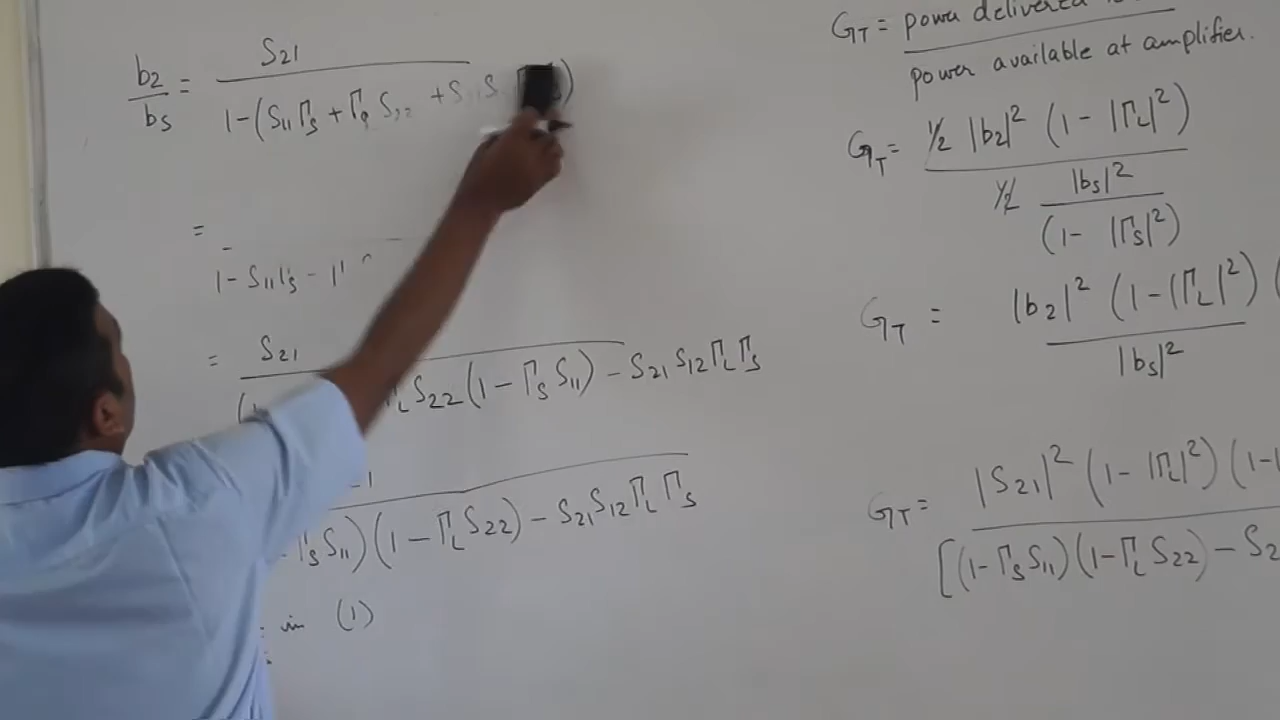 b2/bs = S21 / 1-(S11Γs + Γ S22 + S S )
=
1 - S11Γs - Γ
= S21 / ΓL S22 (1 - Γs S11) - S21 S12 ΓL Γs
Γs S11)(1 - ΓL S22) - S21 S12 ΓL Γs
in (1)
GT = power delivered / power available at amplifier.
GT = 1/2 |b2|² (1 - |ΓL|²) / 1/2 |bs|² / (1 - |Γs|²)
GT = |b2|² (1 - |ΓL|²) ( / |bs|²
GT = |S21|² (1 - |ΓL|²) (1 - / [(1 - Γs S11)(1 - ΓL S22) - S2